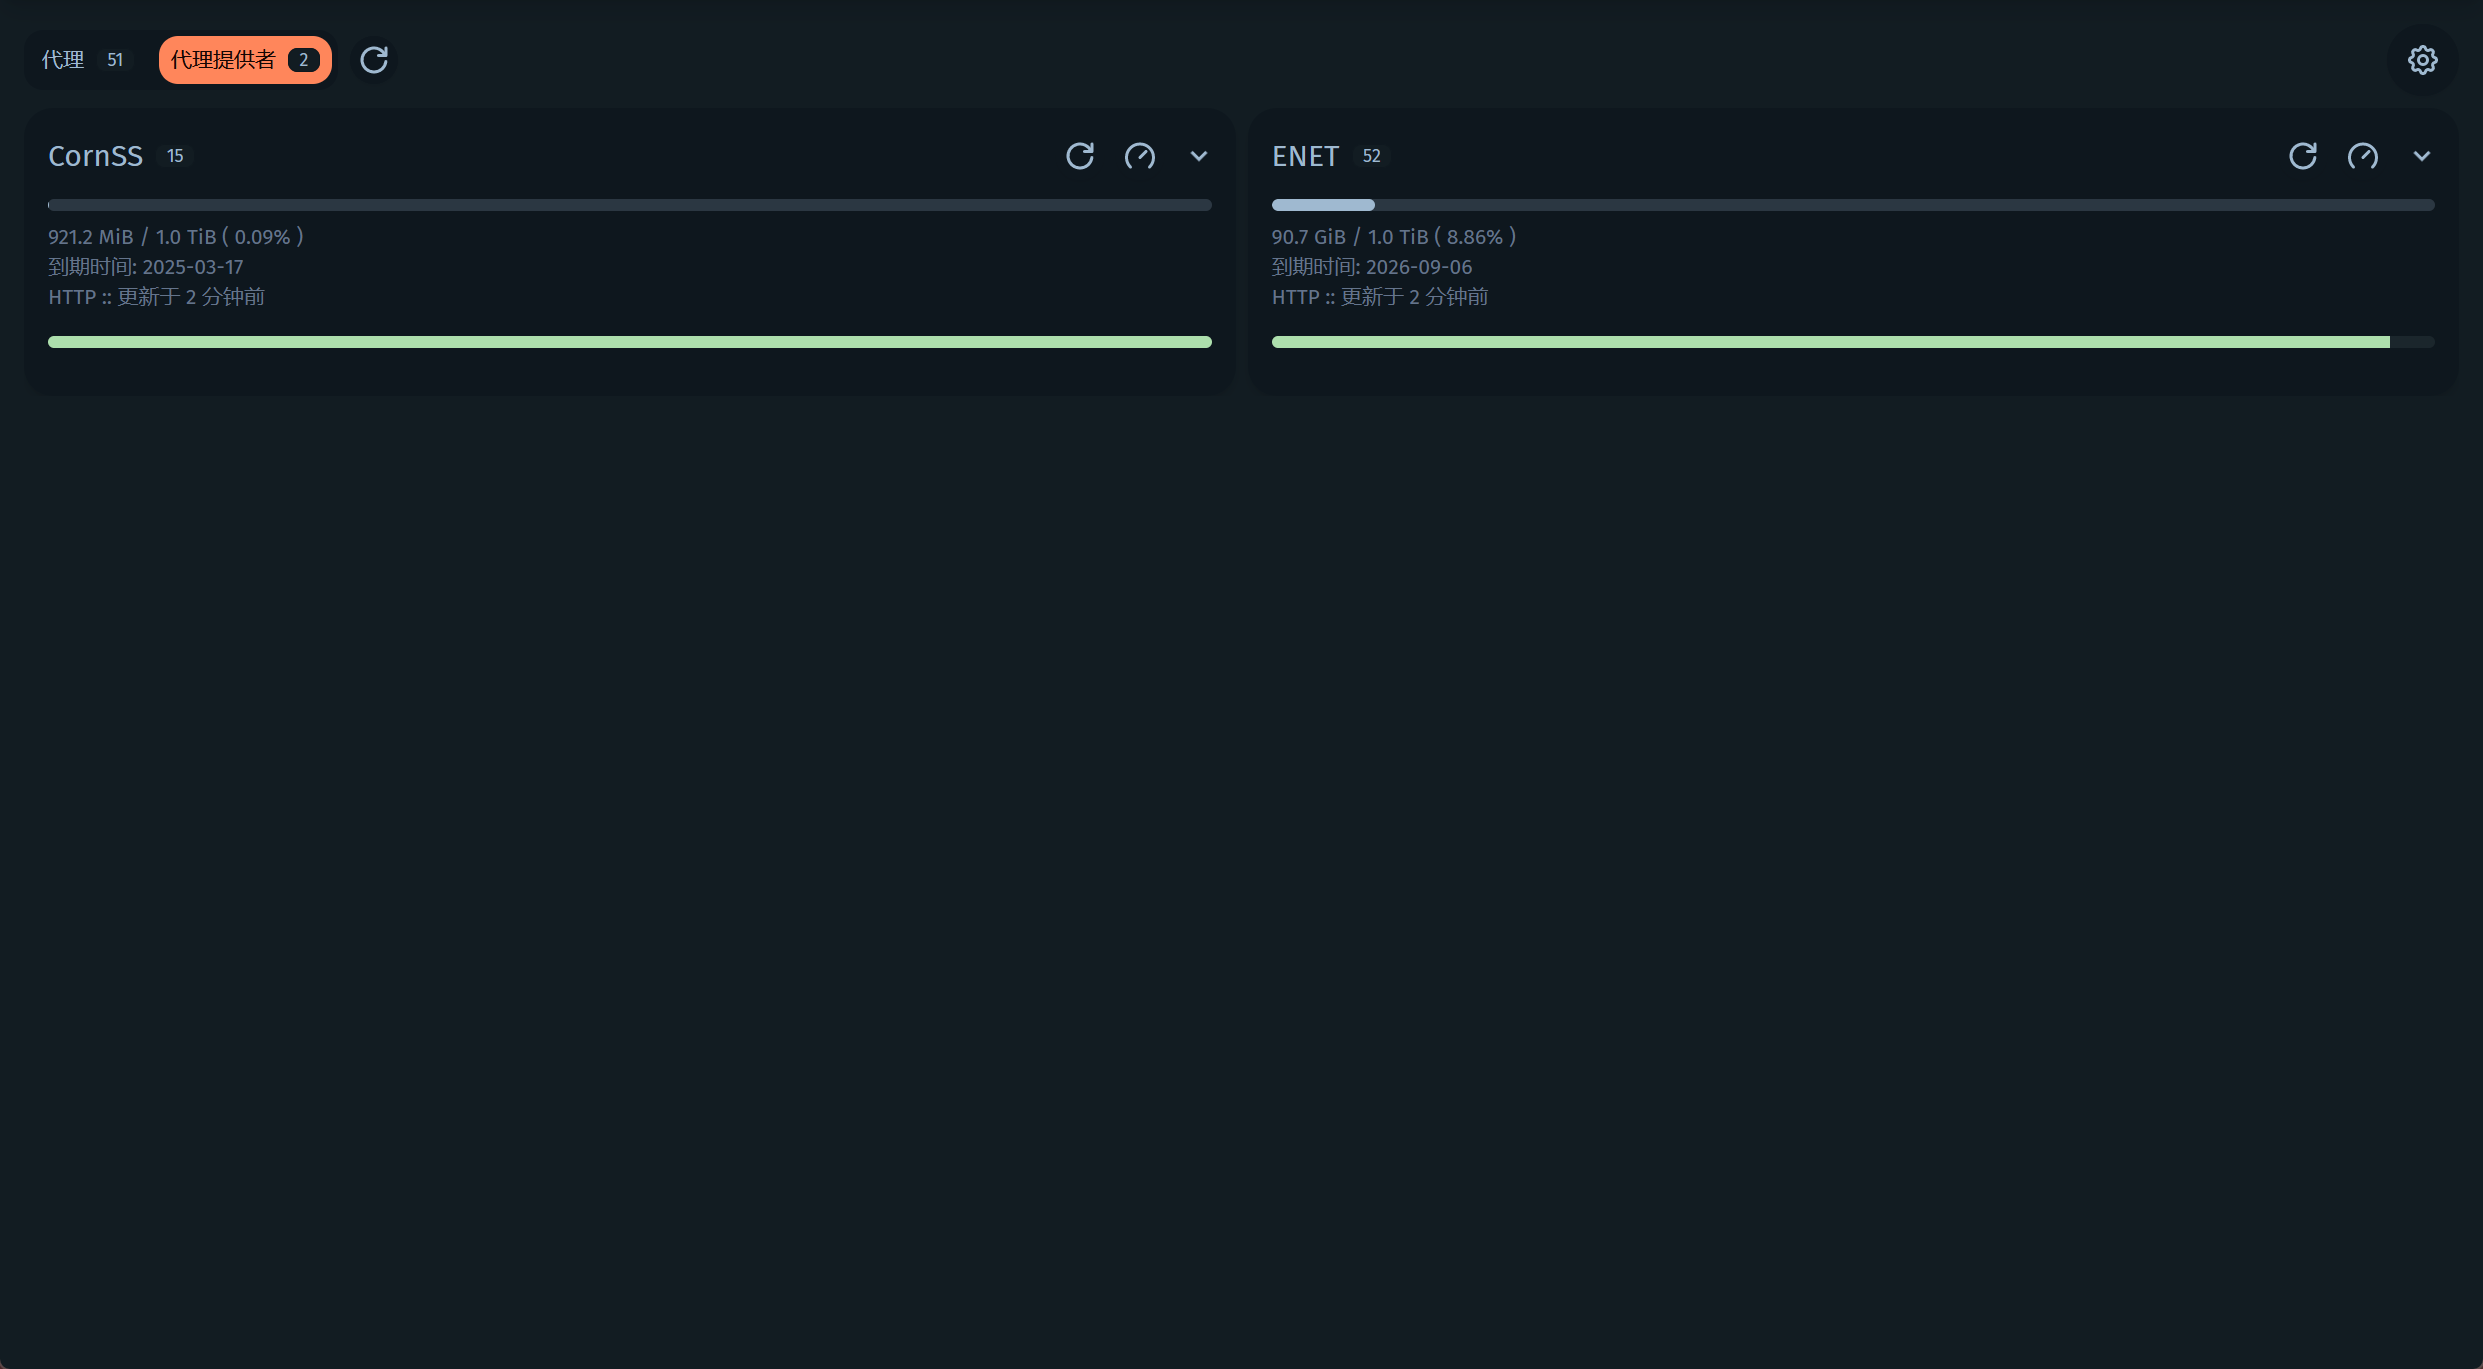 代理 51 代理提供者 2
CornSS 15
921.2 MiB / 1.0 TiB ( 0.09% )
到期时间: 2025-03-17
HTTP :: 更新于 2 分钟前
ENET 52
90.7 GiB / 1.0 TiB ( 8.86% )
到期时间: 2026-09-06
HTTP :: 更新于 2 分钟前